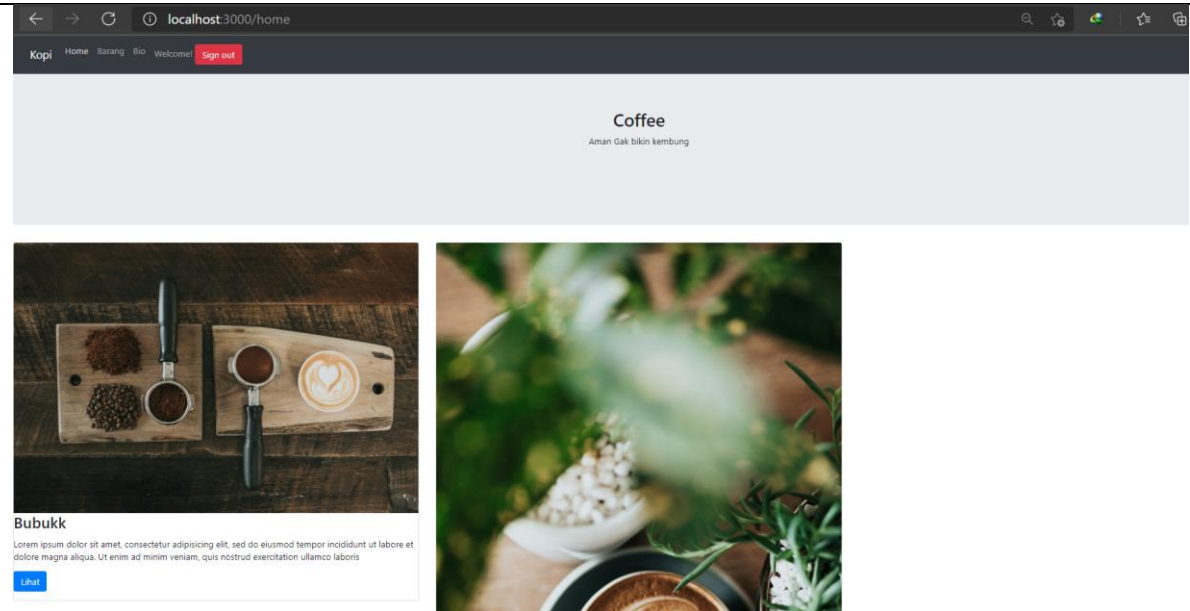 localhost:3000/home
Kopi Home Barang Bio Welcome! Sign out
Coffee
Aman Gak bikin kembung
Bubukk
Lorem ipsum dolor sit amet, consectetur adipisicing elit, sed do eiusmod tempor incididunt ut labore et
dolore magna aliqua. Ut enim ad minim veniam, quis nostrud exercitation ullamco laboris
Lihat